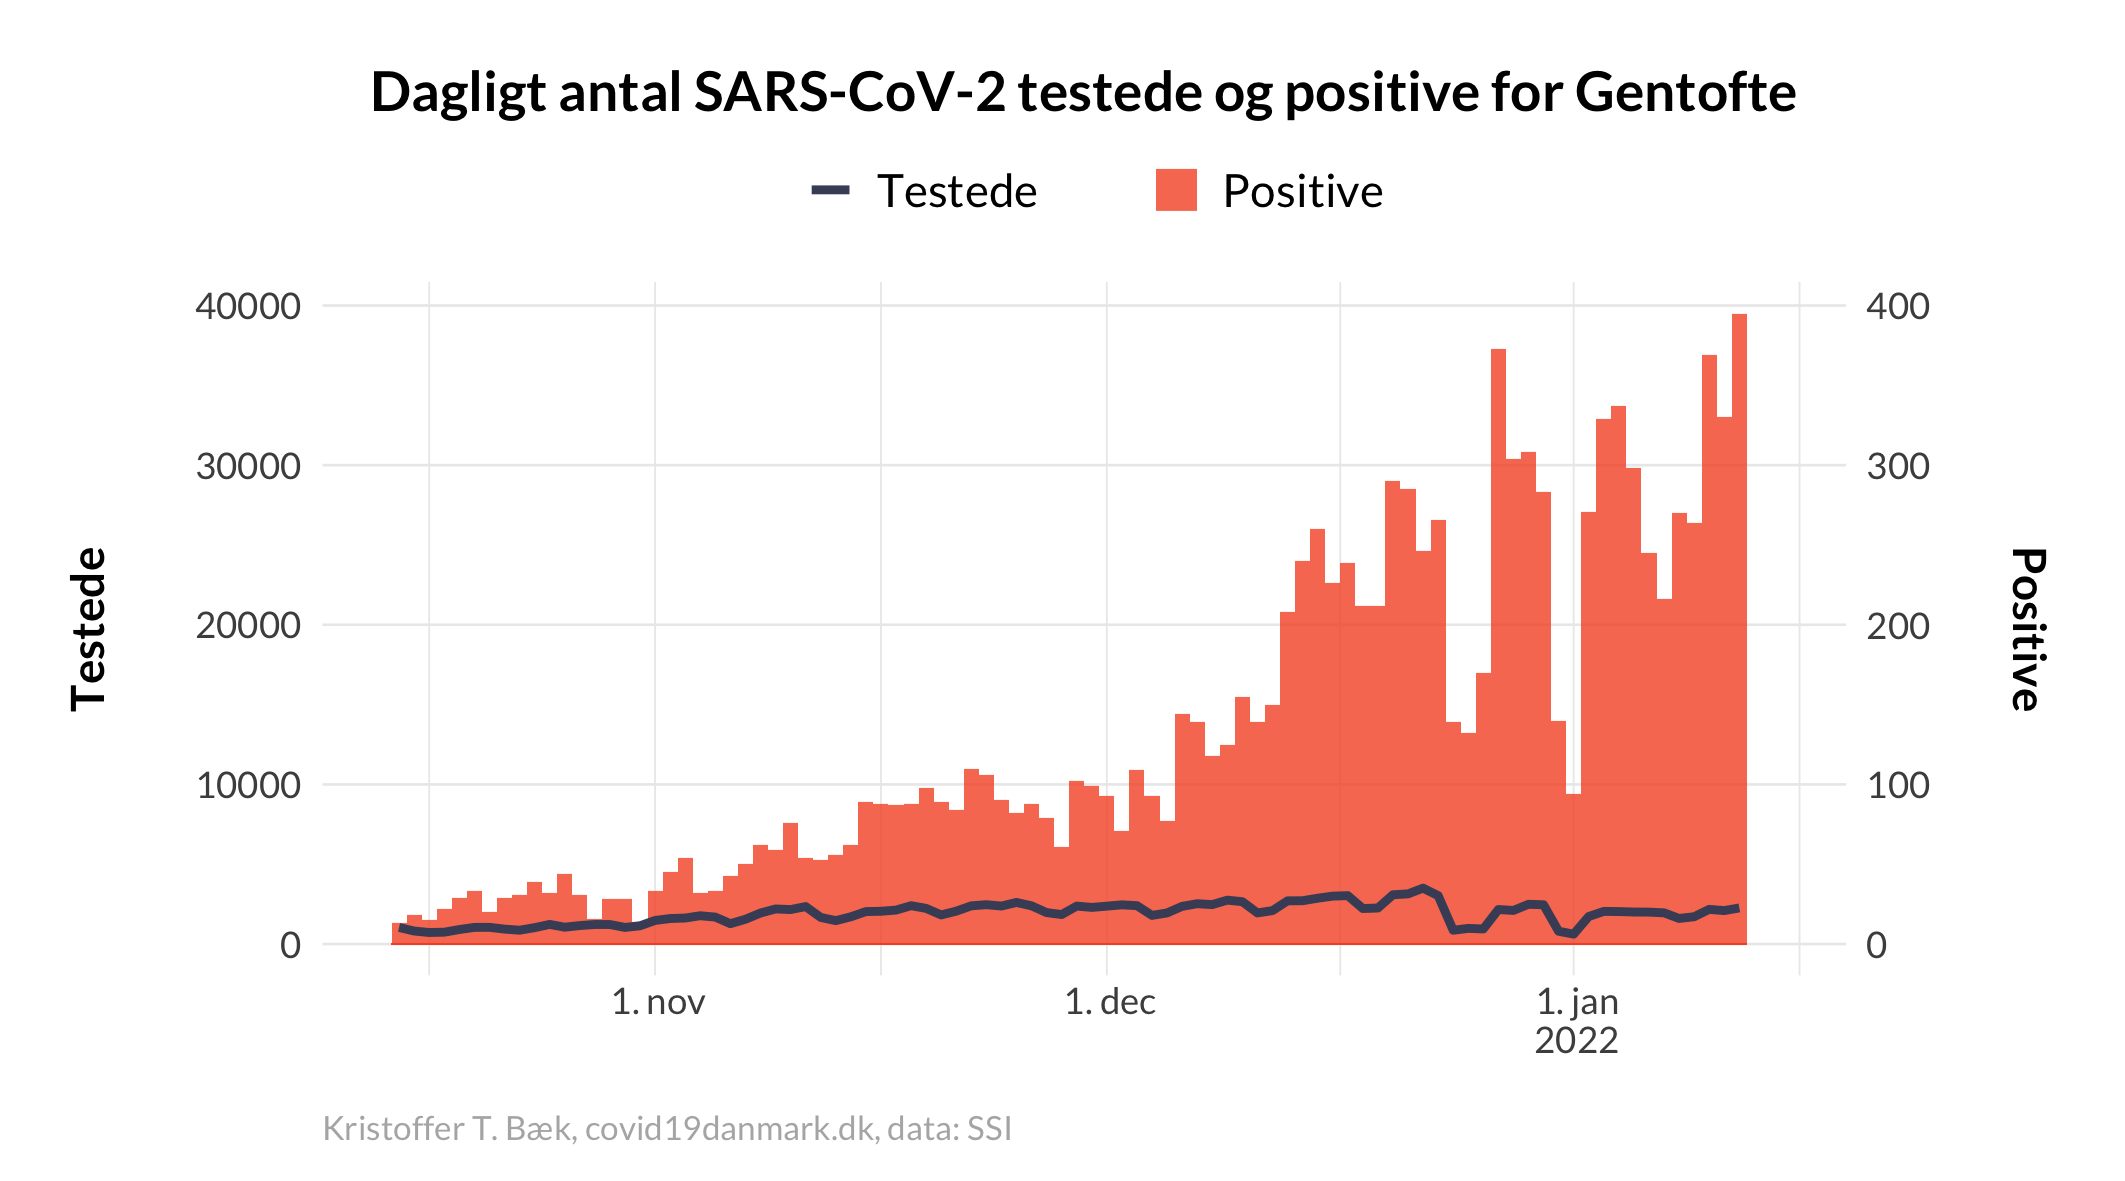 Dagligt antal SARS-CoV-2 testede og positive for Gentofte
Testede
Positive
40000
30000
20000
10000
0
400
300
200
100
0
Testede
Positive
1. nov
1. dec
1. jan
2022
Kristoffer T. Bæk, covid19danmark.dk, data: SSI